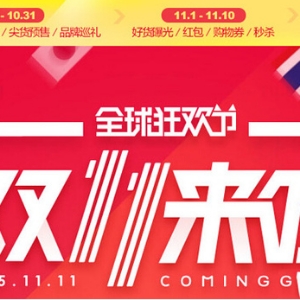 - 10.31
11.1 - 11.10
/ 尖货预售 / 品牌巡礼
好货曝光 / 红包 / 购物券 / 秒杀
全球狂欢节
双11来
5.11.11
COMINGG